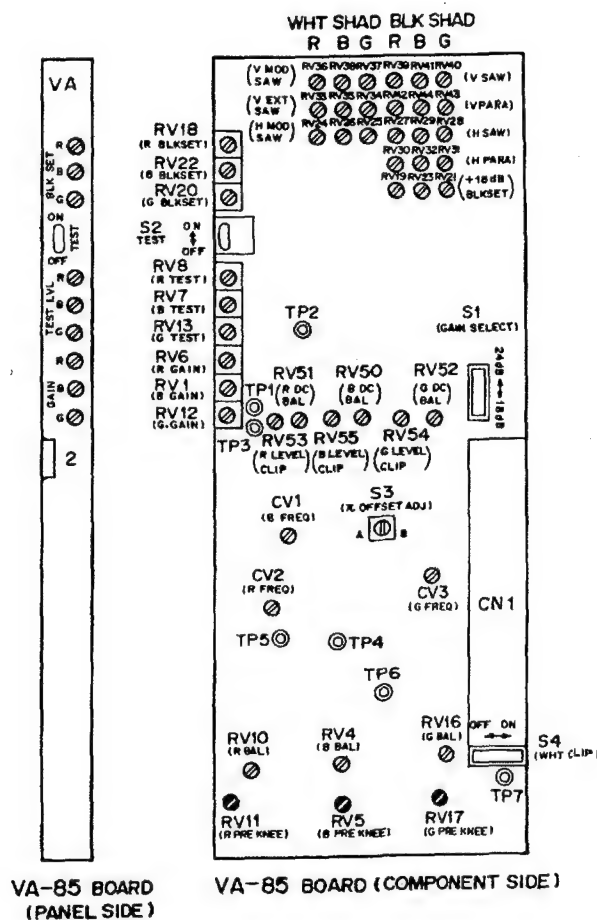 WHT SHAD BLK SHAD
R B G R B G
(V MOD SAW) RV36 RV38 RV37 RV39 RV41 RV40 (V SAW)
(V EXT SAW) RV33 RV35 RV34 RV42 RV44 RV43 (V PARA)
(H MOD SAW) RV24 RV26 RV25 RV27 RV29 RV28 (H SAW)
RV30 RV32 RV31 (H PARA)
RV19 RV23 RV21 (+18dB BLKSET)
VA
R
B
G
BLK SET
ON
OFF
TEST
R
B
G
TEST LVL
R
B
G
GAIN
2
RV18
(R BLKSET)
RV22
(B BLKSET)
RV20
(G BLKSET)
S2
TEST
ON
OFF
RV8
(R TEST)
RV7
(B TEST)
RV13
(G TEST)
RV6
(R GAIN)
RV1
(B GAIN)
RV12
(G.GAIN)
TP2
S1
(GAIN SELECT)
24dB
18dB
TP1
TP3
RV51
(R DC BAL)
RV50
(B DC BAL)
RV52
(G DC BAL)
RV53
(R LEVEL CLIP)
RV55
(B LEVEL CLIP)
RV54
(G LEVEL CLIP)
CV1
(B FREQ)
S3
(π OFFSET ADJ)
A B
CV2
(R FREQ)
CV3
(G FREQ)
CN1
TP5
TP4
TP6
RV10
(R BAL)
RV4
(B BAL)
RV16
(G BAL)
OFF ON
S4
(WHT CLIP)
TP7
RV11
(R PRE KNEE)
RV5
(B PRE KNEE)
RV17
(G PRE KNEE)
VA-85 BOARD
(PANEL SIDE)
VA-85 BOARD (COMPONENT SIDE)